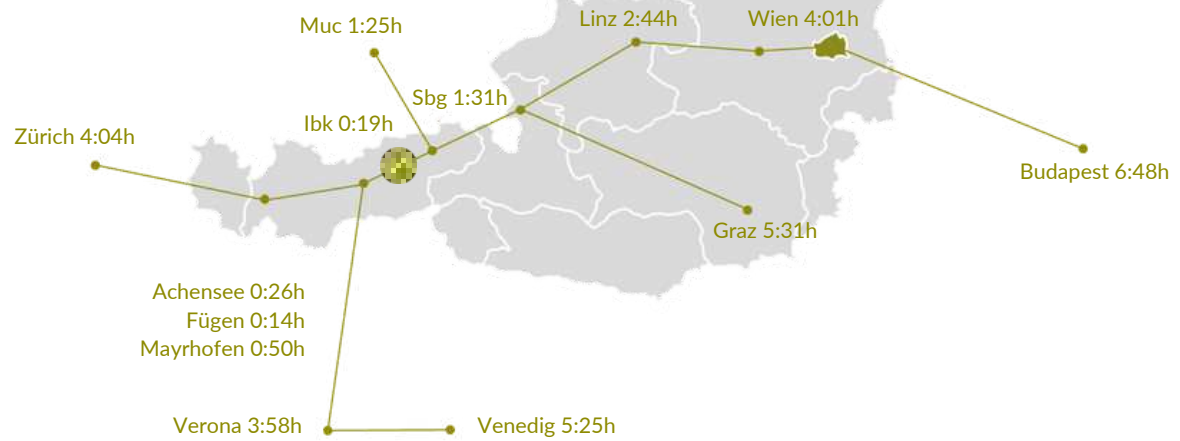 Muc 1:25h
Linz 2:44h
Wien 4:01h
Sbg 1:31h
Ibk 0:19h
Zürich 4:04h
Budapest 6:48h
Graz 5:31h
Achensee 0:26h
Fügen 0:14h
Mayrhofen 0:50h
Verona 3:58h
Venedig 5:25h